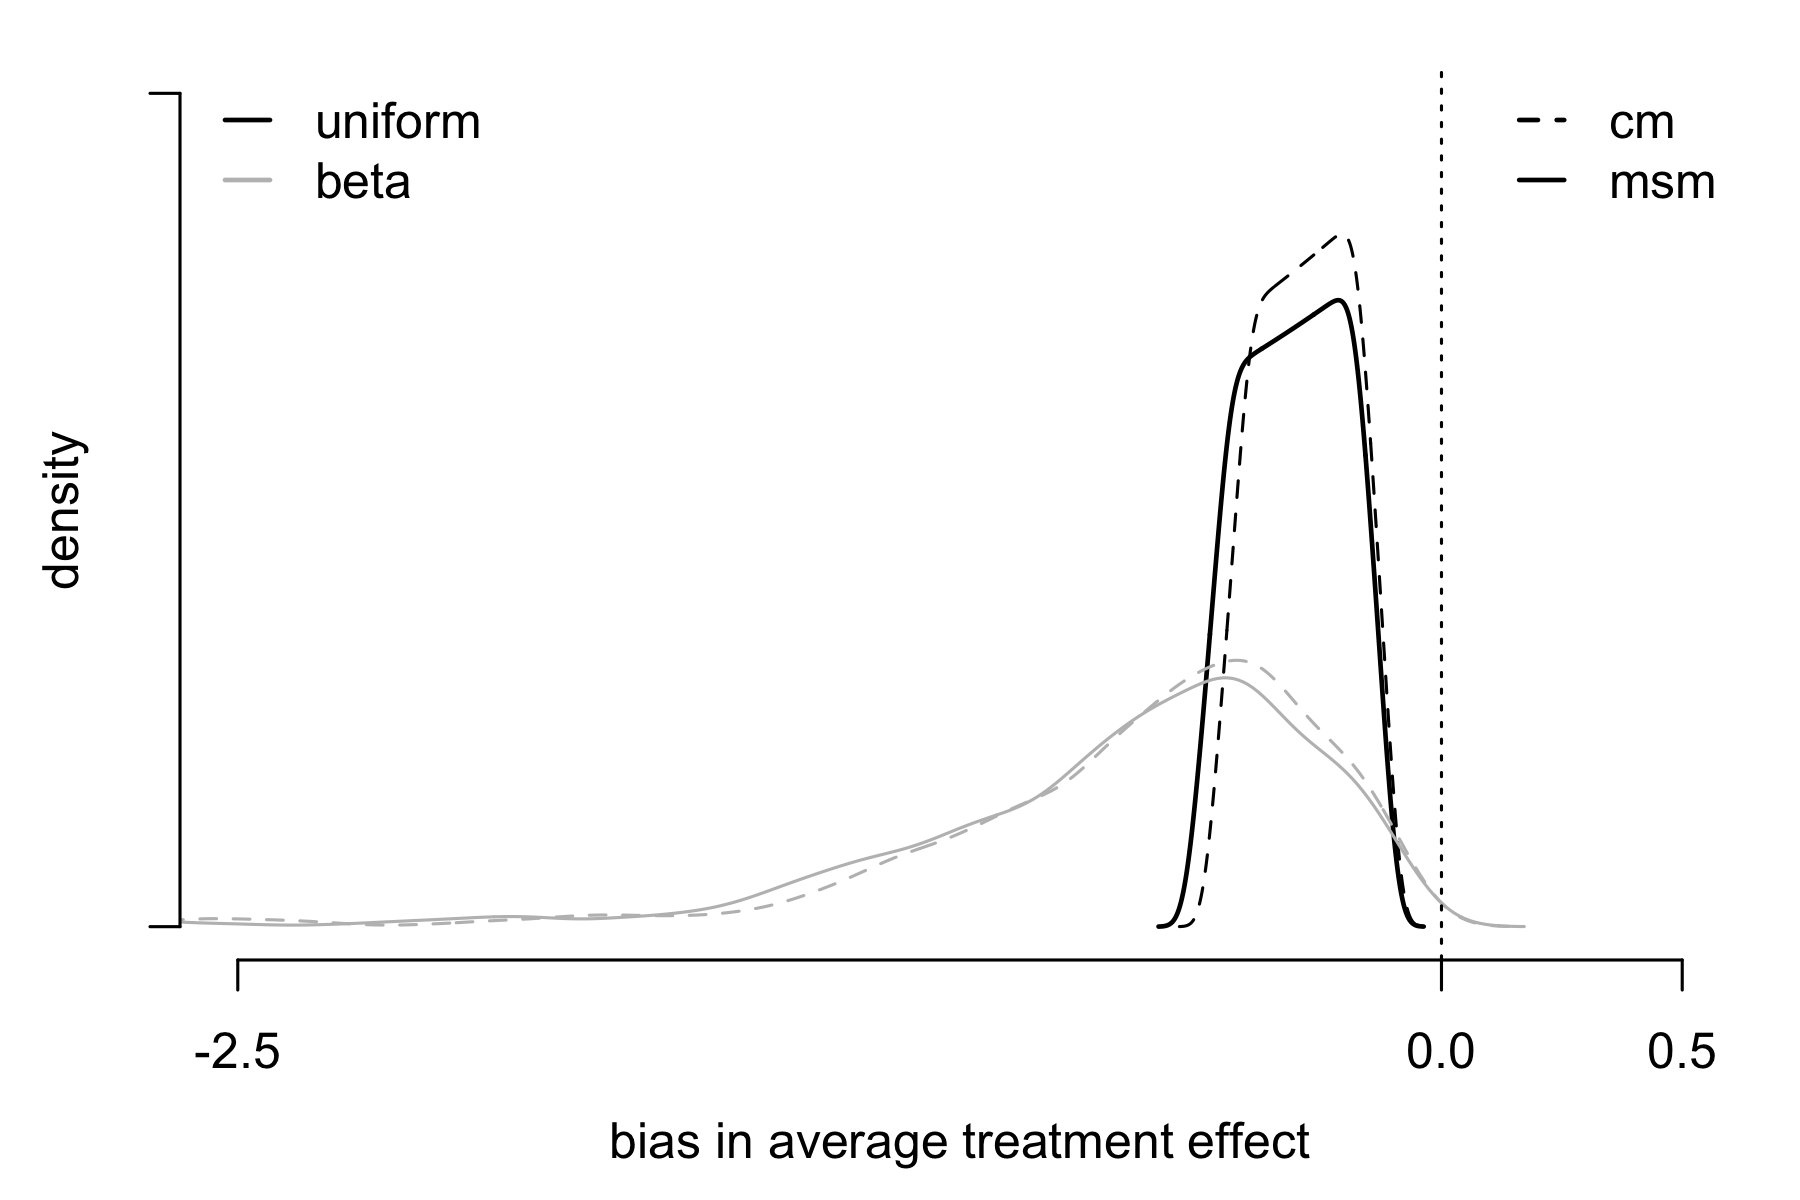 uniform
beta
cm
msm
density
-2.5
0.0
0.5
bias in average treatment effect